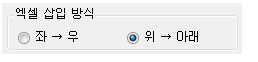 엑셀 삽입 방식
좌 → 우 위 → 아래